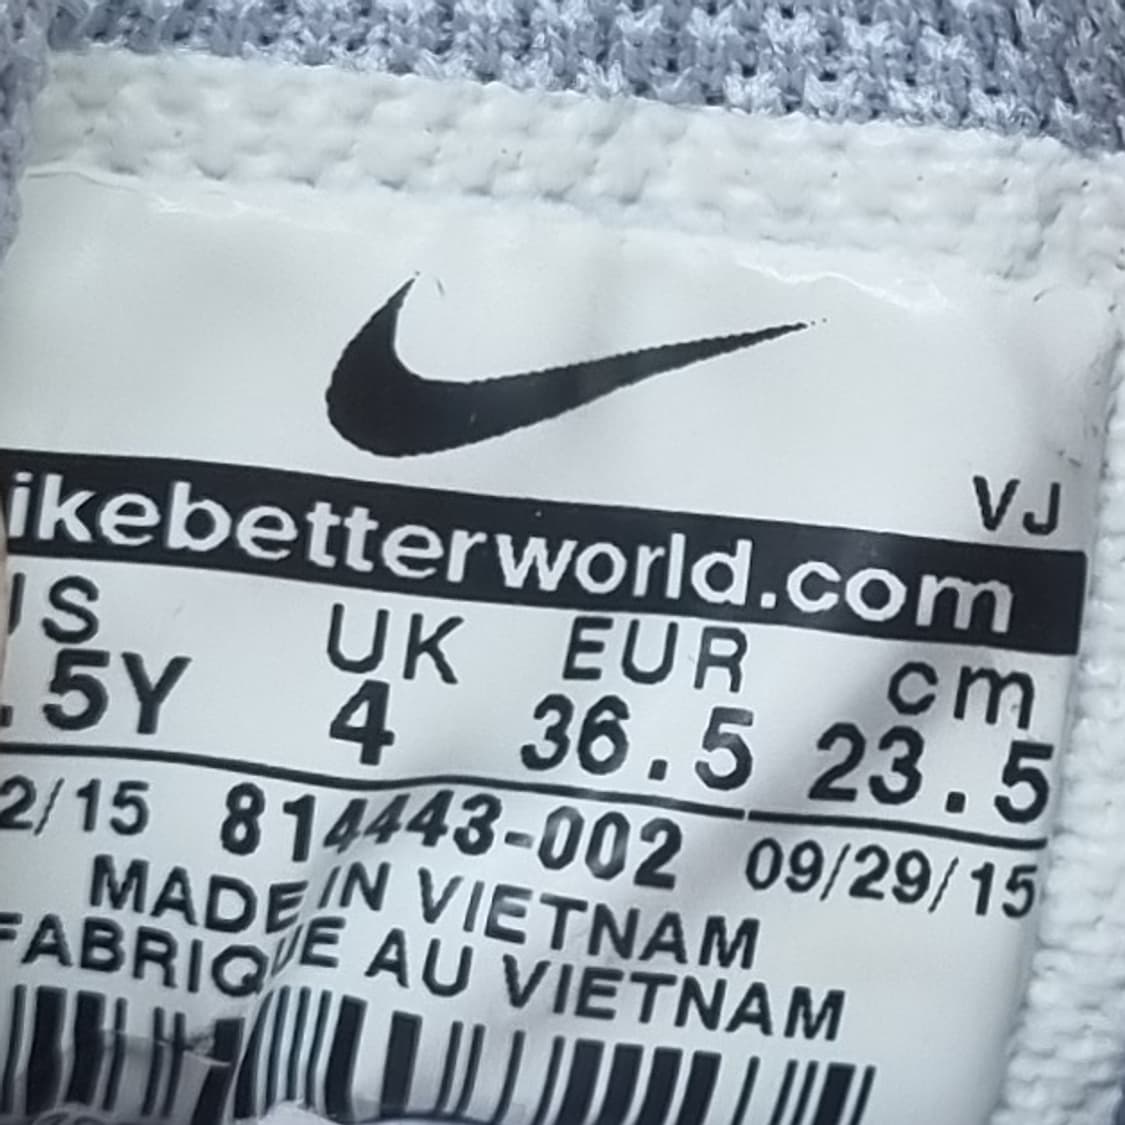 VJ
ikebetterworld.com
US UK EUR cm
.5Y 4 36.5 23.5
2/15 814443-002 09/29/15
MADE IN VIETNAM
FABRIQUE AU VIETNAM